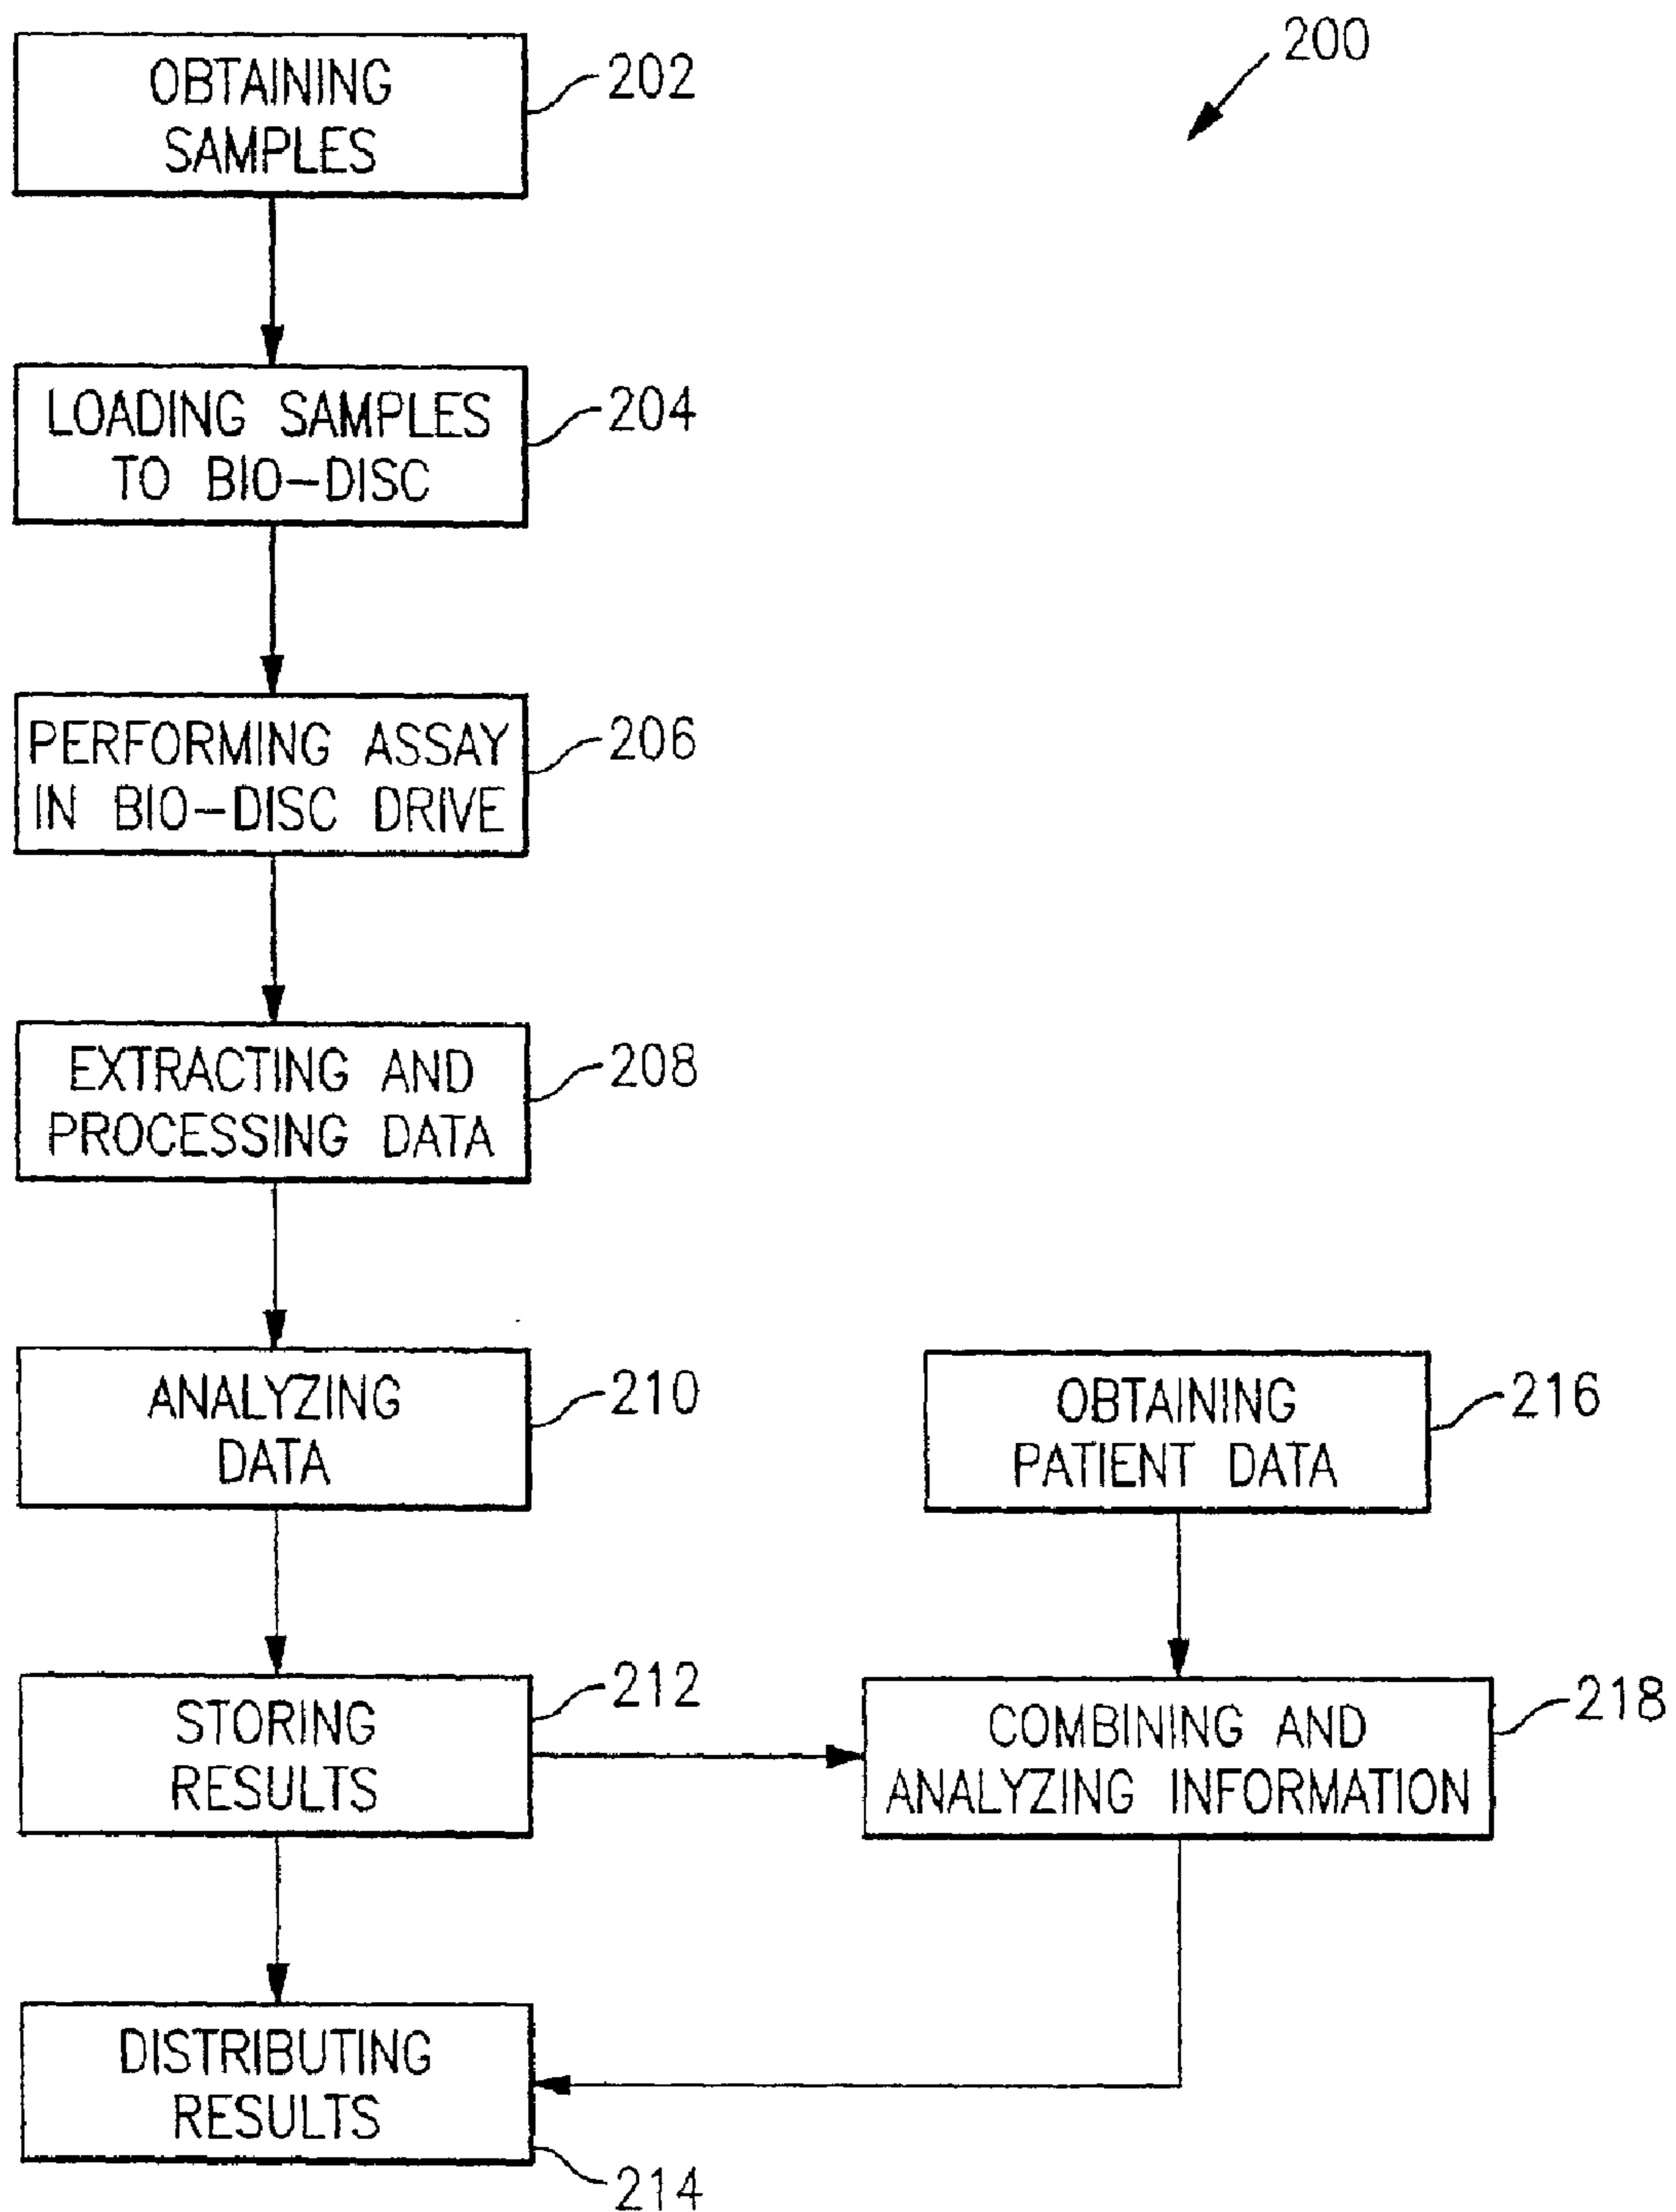 200
OBTAINING
SAMPLES
202
LOADING SAMPLES
TO BIO-DISC
204
PERFORMING ASSAY
IN BIO-DISC DRIVE
206
EXTRACTING AND
PROCESSING DATA
208
ANALYZING
DATA
210
OBTAINING
PATIENT DATA
216
STORING
RESULTS
212
COMBINING AND
ANALYZING INFORMATION
218
DISTRIBUTING
RESULTS
214